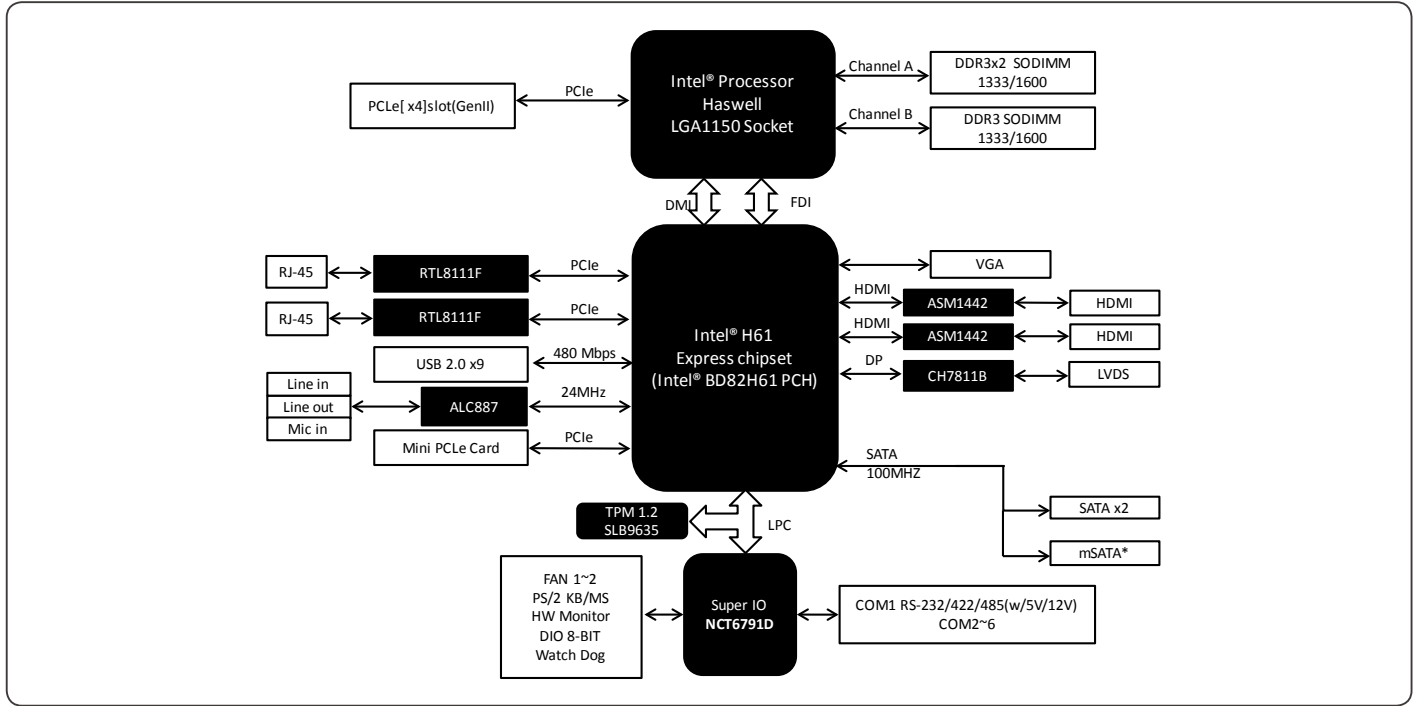 Intel® Processor
Haswell
LGA1150 Socket
PCLe[ x4]slot(GenII)
PCIe
Channel A
DDR3x2 SODIMM
1333/1600
Channel B
DDR3 SODIMM
1333/1600
DMI
FDI
RJ-45
RTL8111F
PCIe
RJ-45
RTL8111F
PCIe
USB 2.0 x9
480 Mbps
Line in
Line out
Mic in
ALC887
24MHz
Mini PCLe Card
PCIe
Intel® H61
Express chipset
(Intel® BD82H61 PCH)
VGA
HDMI
ASM1442
HDMI
HDMI
ASM1442
HDMI
DP
CH7811B
LVDS
SATA
100MHZ
SATA x2
mSATA*
TPM 1.2
SLB9635
LPC
FAN 1~2
PS/2 KB/MS
HW Monitor
DIO 8-BIT
Watch Dog
Super IO
NCT6791D
COM1 RS-232/422/485(w/5V/12V)
COM2~6